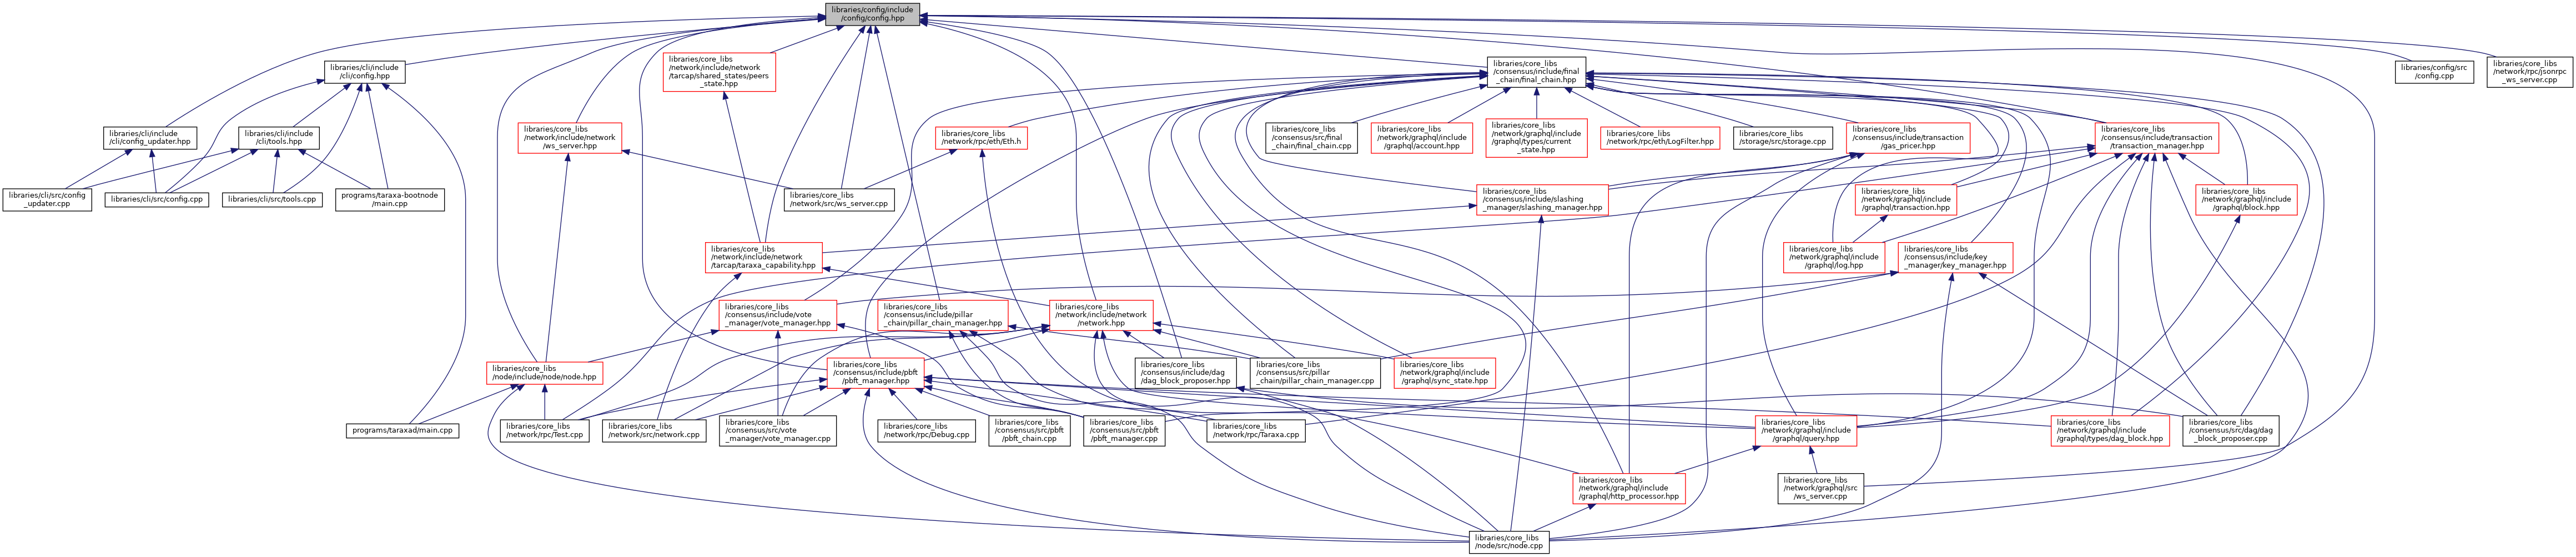 libraries/config/include
/config/config.hpp
libraries/cli/include
/cli/config.hpp
libraries/core_libs
/network/include/network
/tarcap/shared_states/peers
_state.hpp
libraries/core_libs
/consensus/include/final
_chain/final_chain.hpp
libraries/config/src
/config.cpp
libraries/core_libs
/network/rpc/jsonrpc
_ws_server.cpp
libraries/cli/include
/cli/config_updater.hpp
libraries/cli/include
/cli/tools.hpp
libraries/core_libs
/network/include/network
/ws_server.hpp
libraries/core_libs
/network/rpc/eth/Eth.h
libraries/core_libs
/consensus/src/final
_chain/final_chain.cpp
libraries/core_libs
/network/graphql/include
/graphql/account.hpp
libraries/core_libs
/network/graphql/include
/graphql/types/current
_state.hpp
libraries/core_libs
/network/rpc/eth/LogFilter.hpp
libraries/core_libs
/storage/src/storage.cpp
libraries/core_libs
/consensus/include/transaction
/gas_pricer.hpp
libraries/core_libs
/consensus/include/transaction
/transaction_manager.hpp
libraries/cli/src/config
_updater.cpp
libraries/cli/src/config.cpp
libraries/cli/src/tools.cpp
programs/taraxa-bootnode
/main.cpp
libraries/core_libs
/network/src/ws_server.cpp
libraries/core_libs
/consensus/include/slashing
_manager/slashing_manager.hpp
libraries/core_libs
/network/graphql/include
/graphql/transaction.hpp
libraries/core_libs
/network/graphql/include
/graphql/block.hpp
libraries/core_libs
/network/include/network
/tarcap/taraxa_capability.hpp
libraries/core_libs
/network/graphql/include
/graphql/log.hpp
libraries/core_libs
/consensus/include/key
_manager/key_manager.hpp
libraries/core_libs
/consensus/include/vote
_manager/vote_manager.hpp
libraries/core_libs
/consensus/include/pillar
_chain/pillar_chain_manager.hpp
libraries/core_libs
/network/include/network
/network.hpp
libraries/core_libs
/node/include/node/node.hpp
libraries/core_libs
/consensus/include/pbft
/pbft_manager.hpp
libraries/core_libs
/consensus/include/dag
/dag_block_proposer.hpp
libraries/core_libs
/consensus/src/pillar
_chain/pillar_chain_manager.cpp
libraries/core_libs
/network/graphql/include
/graphql/sync_state.hpp
programs/taraxad/main.cpp
libraries/core_libs
/network/rpc/Test.cpp
libraries/core_libs
/network/src/network.cpp
libraries/core_libs
/consensus/src/vote
_manager/vote_manager.cpp
libraries/core_libs
/network/rpc/Debug.cpp
libraries/core_libs
/consensus/src/pbft
/pbft_chain.cpp
libraries/core_libs
/consensus/src/pbft
/pbft_manager.cpp
libraries/core_libs
/network/rpc/Taraxa.cpp
libraries/core_libs
/network/graphql/include
/graphql/query.hpp
libraries/core_libs
/network/graphql/include
/graphql/types/dag_block.hpp
libraries/core_libs
/consensus/src/dag/dag
_block_proposer.cpp
libraries/core_libs
/network/graphql/include
/graphql/http_processor.hpp
libraries/core_libs
/network/graphql/src
/ws_server.cpp
libraries/core_libs
/node/src/node.cpp